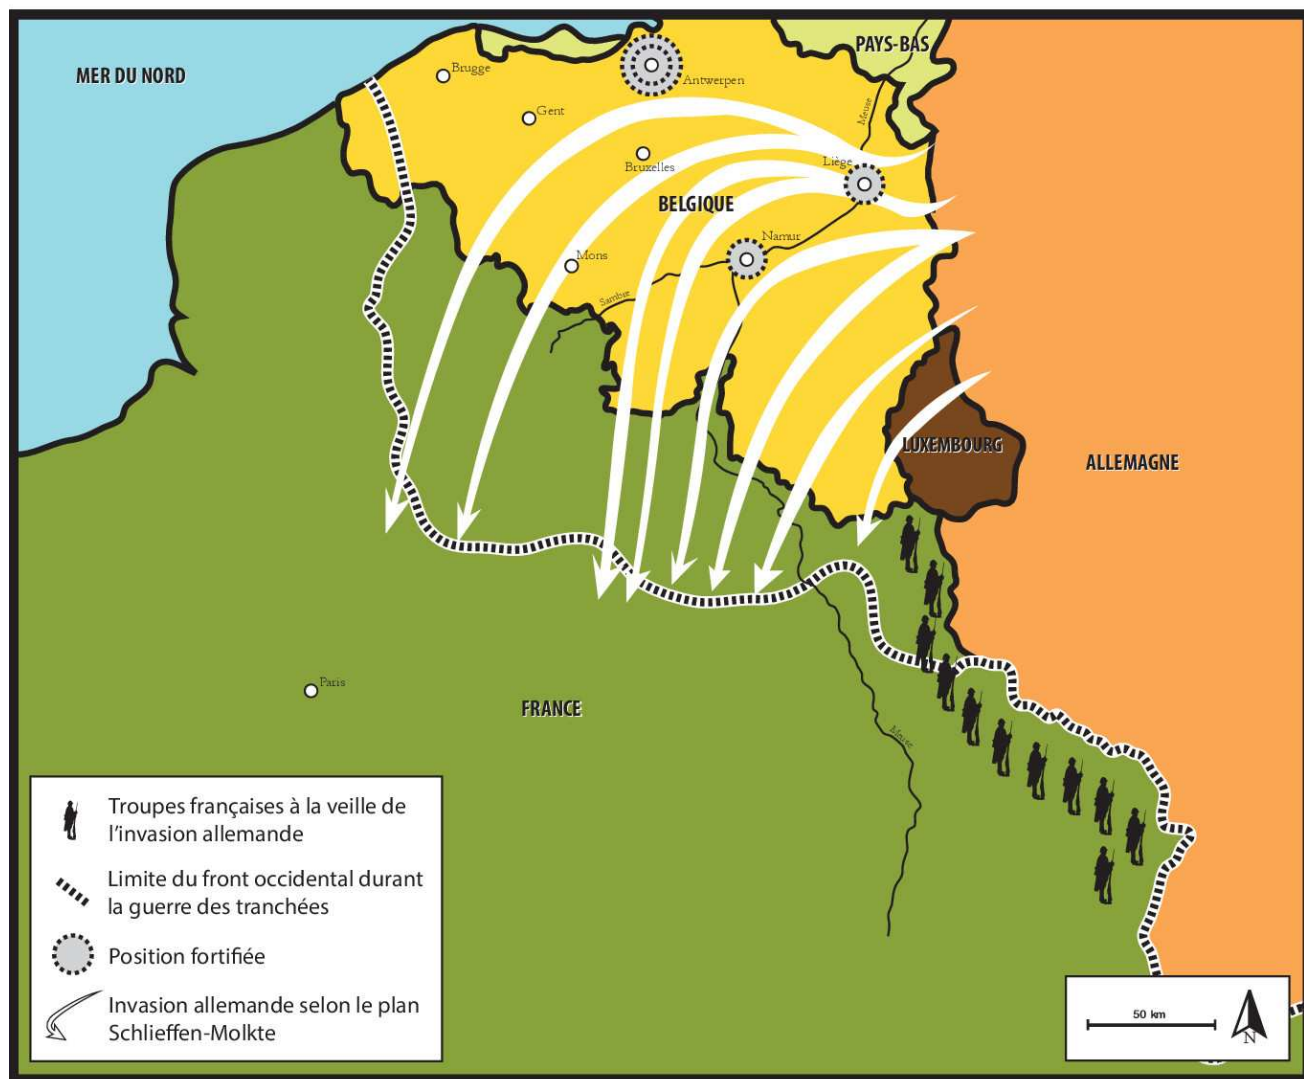 MER DU NORD
PAYS-BAS
Brugge
Antwerpen
Gent
Meuse
Bruxelles
Liège
BELGIQUE
Namur
Mons
Samber
LUXEMBOURG
ALLEMAGNE
Paris
FRANCE
Meuse
Troupes françaises à la veille de
l'invasion allemande
Limite du front occidental durant
la guerre des tranchées
Position fortifiée
Invasion allemande selon le plan
Schlieffen-Molkte
50 km
N